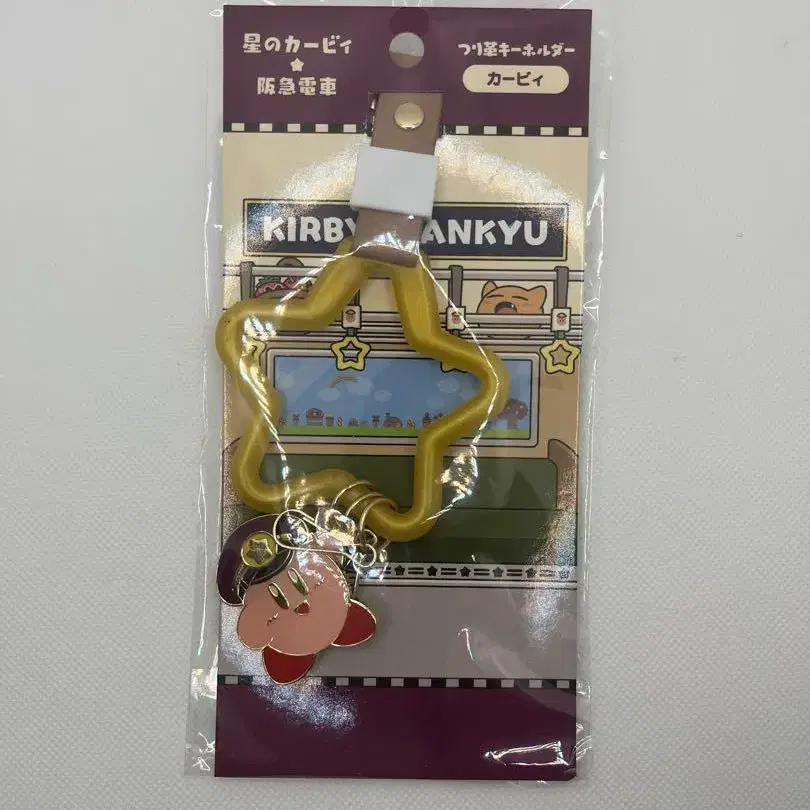 星のカービィ
★
阪急電車
つり革キーホルダー
カービィ
KIRBY HANKYU